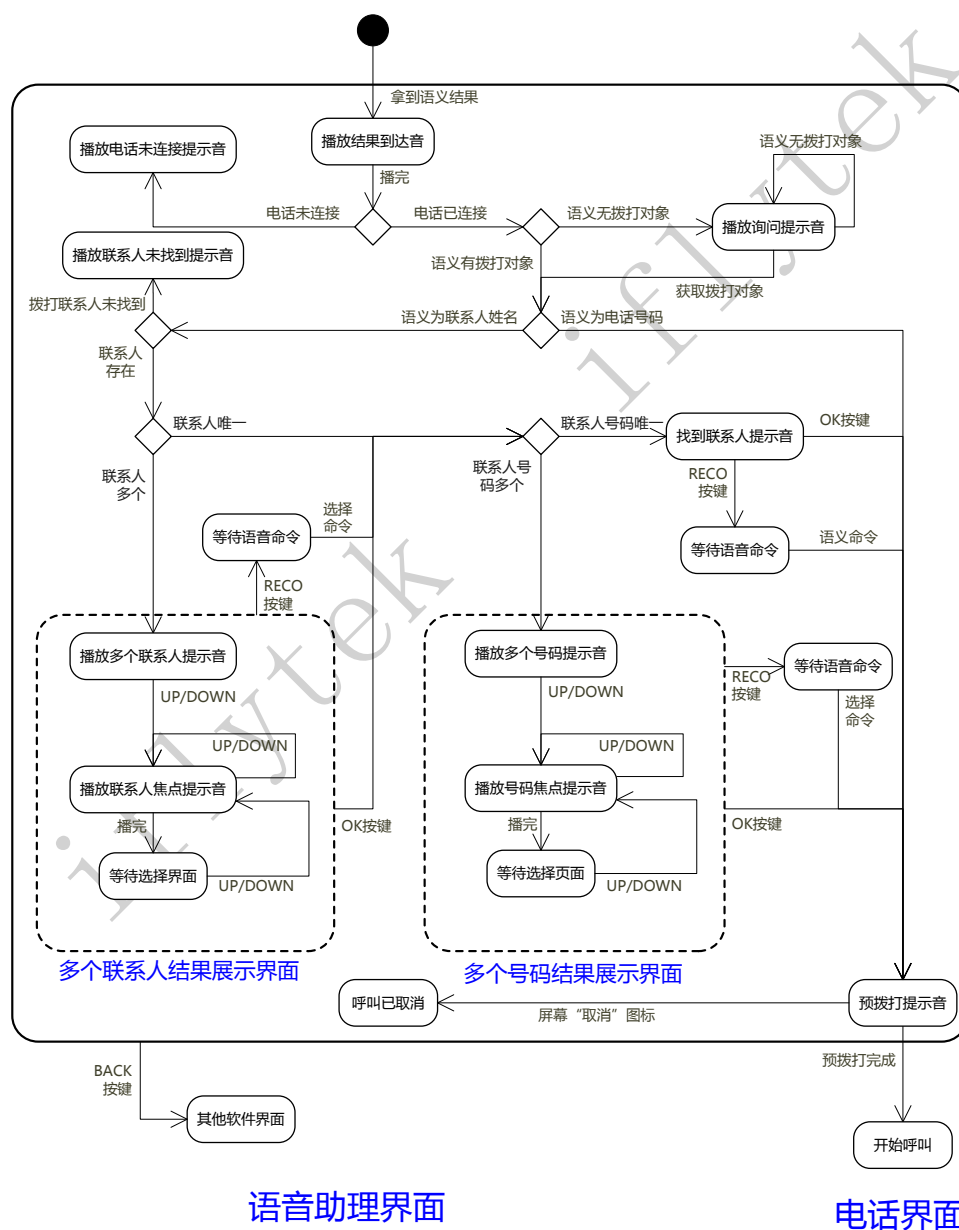 拿到语义结果
播放结果到达音
播完
播放电话未连接提示音
语义无拨打对象
电话未连接
电话已连接
语义无拨打对象
播放询问提示音
播放联系人未找到提示音
语义有拨打对象
获取拨打对象
拨打联系人未找到
语义为联系人姓名
语义为电话号码
联系人
存在
联系人唯一
联系人号码唯一
找到联系人提示音
OK按键
联系人
多个
联系人号
码多个
RECO
按键
选择
命令
等待语音命令
等待语音命令
语义命令
RECO
按键
播放多个联系人提示音
播放多个号码提示音
等待语音命令
RECO
按键
选择
命令
UP/DOWN
UP/DOWN
UP/DOWN
UP/DOWN
播放联系人焦点提示音
播放号码焦点提示音
播完
播完
OK按键
OK按键
等待选择界面
UP/DOWN
等待选择页面
UP/DOWN
多个联系人结果展示界面
多个号码结果展示界面
呼叫已取消
屏幕“取消”图标
预拨打提示音
BACK
按键
预拨打完成
其他软件界面
开始呼叫
语音助理界面
电话界面
iflytek
iflytek